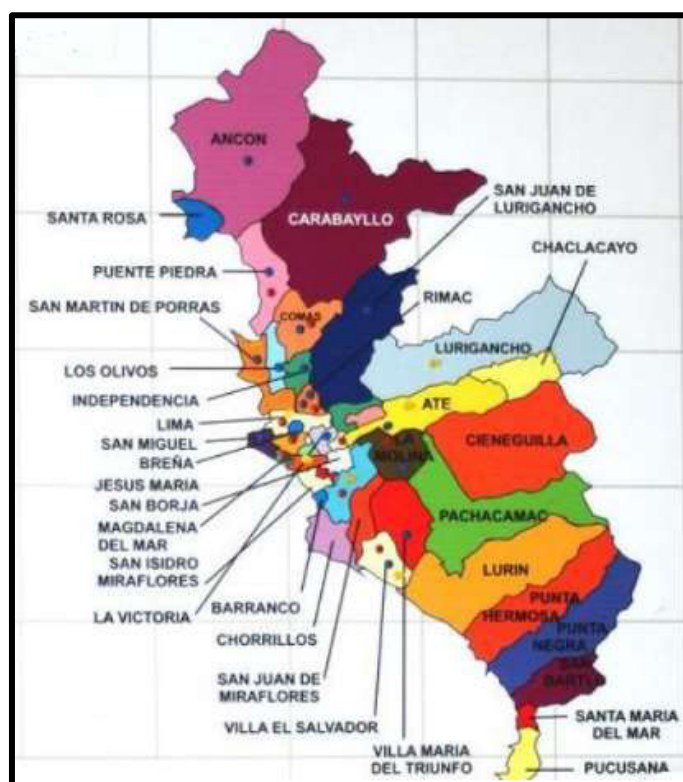 ANCON
SAN JUAN DE
LURIGANCHO
SANTA ROSA
CARABAYLLO
CHACLACAYO
PUENTE PIEDRA
RIMAC
SAN MARTIN DE PORRAS
COMAS
LURIGANCHO
LOS OLIVOS
INDEPENDENCIA
ATE
LIMA
SAN MIGUEL
LA
MOLINA
CIENEGUILLA
BREÑA
JESUS MARIA
SAN BORJA
PACHACAMAC
MAGDALENA
DEL MAR
SAN ISIDRO
MIRAFLORES
LURIN
PUNTA
HERMOSA
LA VICTORIA
BARRANCO
PUNTA
NEGRA
CHORRILLOS
SAN
BARTLO
SAN JUAN DE
MIRAFLORES
VILLA EL SALVADOR
SANTA MARIA
DEL MAR
VILLA MARIA
DEL TRIUNFO
PUCUSANA